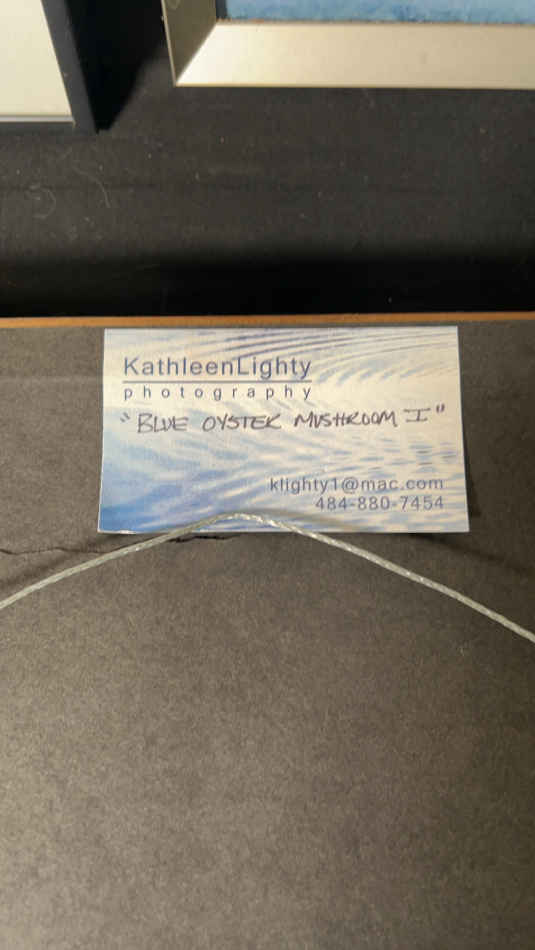 KathleenLighty
photography
"BLUE OYSTER MUSHROOM I"
klighty1@mac.com
484-880-7454